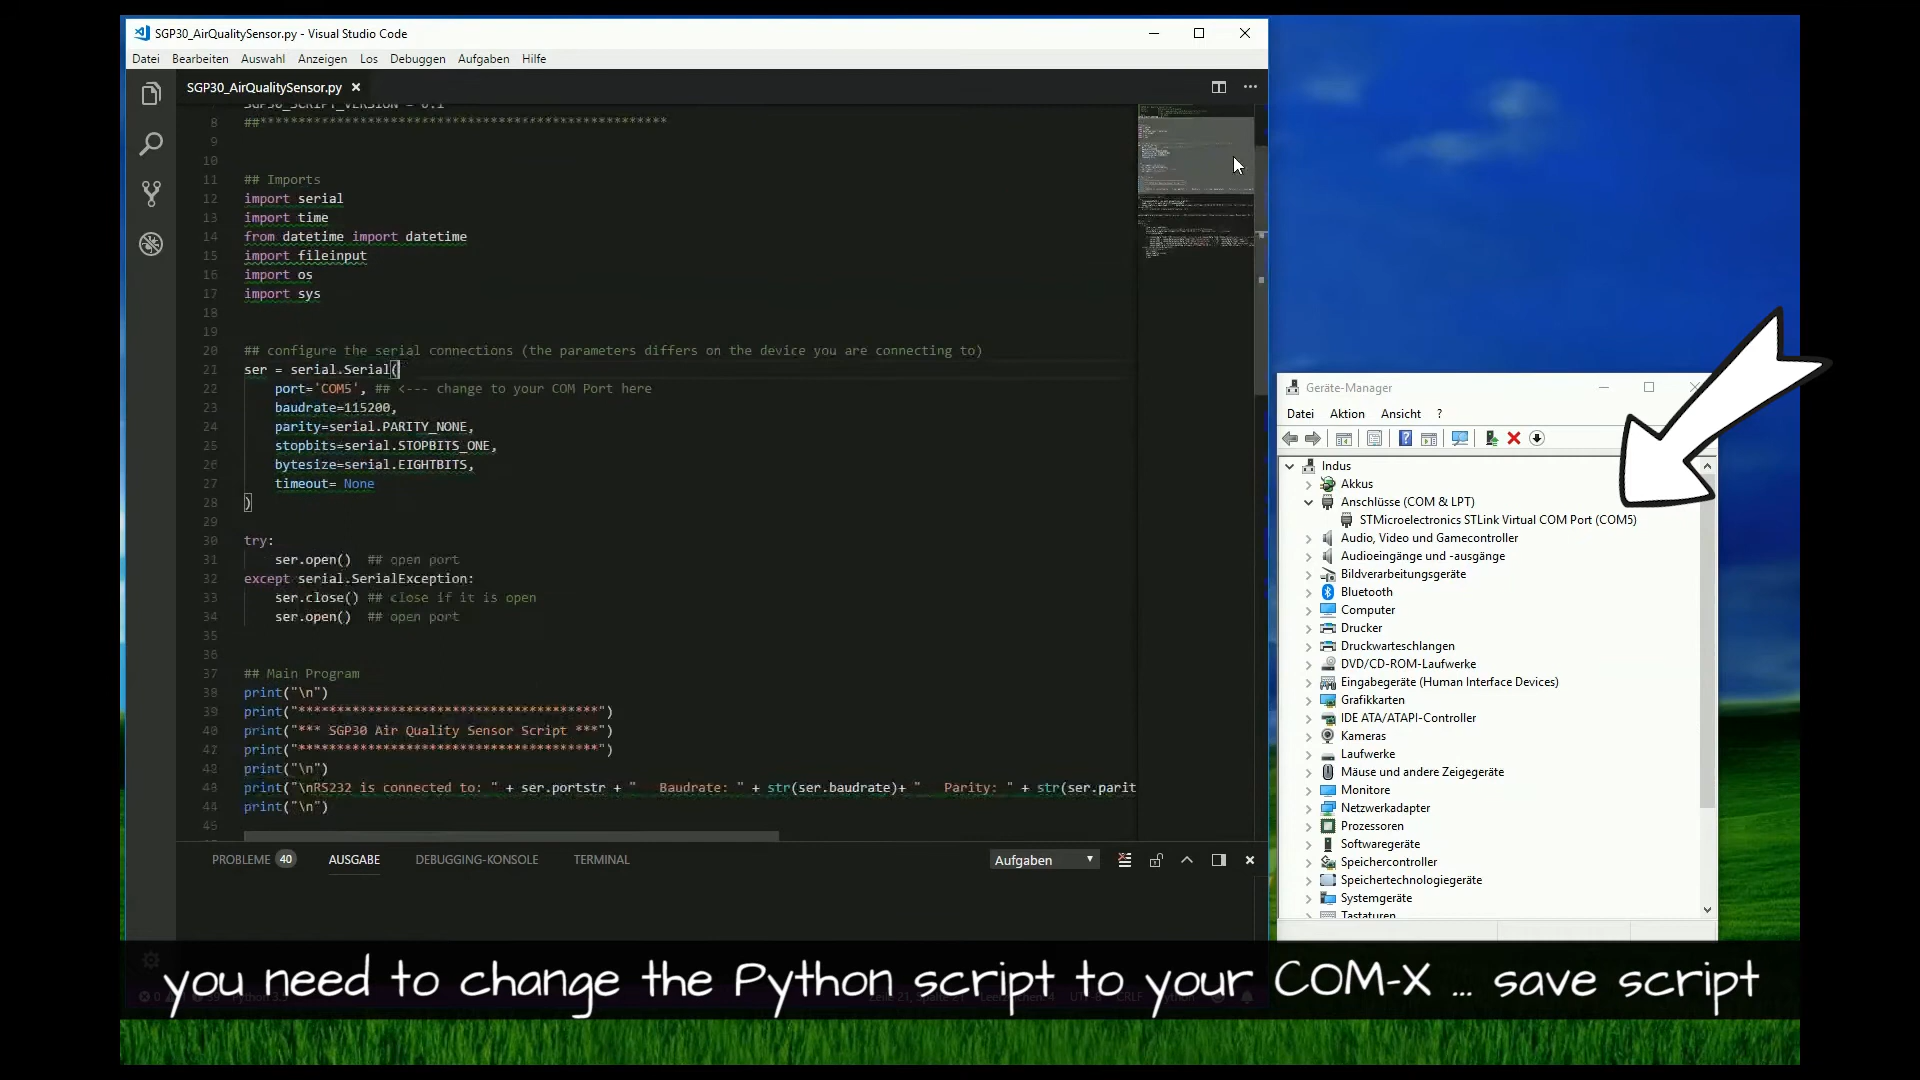 SGP30_AirQualitySensor.py - Visual Studio Code
Datei Bearbeiten Auswahl Anzeigen Los Debuggen Aufgaben Hilfe
SGP30_AirQualitySensor.py
SGP30_SCRIPT_VERSION = 0.1
8 ##*****************************************************
9
10
11 ## Imports
12 import serial
13 import time
14 from datetime import datetime
15 import fileinput
16 import os
17 import sys
18
19
20 ## configure the serial connections (the parameters differs on the device you are connecting to)
21 ser = serial.Serial(
22 port='COM5', ## <--- change to your COM Port here
23 baudrate=115200,
24 parity=serial.PARITY_NONE,
25 stopbits=serial.STOPBITS_ONE,
26 bytesize=serial.EIGHTBITS,
27 timeout= None
28 )
29
30 try:
31 ser.open() ## open port
32 except serial.SerialException:
33 ser.close() ## close if it is open
34 ser.open() ## open port
35
36
37 ## Main Program
38 print("\n")
39 print("***************************************")
40 print("*** SGP30 Air Quality Sensor Script ***")
41 print("***************************************")
42 print("\n")
43 print("\nRS232 is connected to: " + ser.portstr + " Baudrate: " + str(ser.baudrate)+ " Parity: " + str(ser.parit
44 print("\n")
45
PROBLEME 40 AUSGABE DEBUGGING-KONSOLE TERMINAL Aufgaben
Geräte-Manager
Datei Aktion Ansicht ?
Indus
Akkus
Anschlüsse (COM & LPT)
STMicroelectronics STLink Virtual COM Port (COM5)
Audio, Video und Gamecontroller
Audioeingänge und -ausgänge
Bildverarbeitungsgeräte
Bluetooth
Computer
Drucker
Druckwarteschlangen
DVD/CD-ROM-Laufwerke
Eingabegeräte (Human Interface Devices)
Grafikkarten
IDE ATA/ATAPI-Controller
Kameras
Laufwerke
Mäuse und andere Zeigegeräte
Monitore
Netzwerkadapter
Prozessoren
Softwaregeräte
Speichercontroller
Speichertechnologiegeräte
Systemgeräte
Tastaturen
you need to change the Python script to your COM-X ... save script